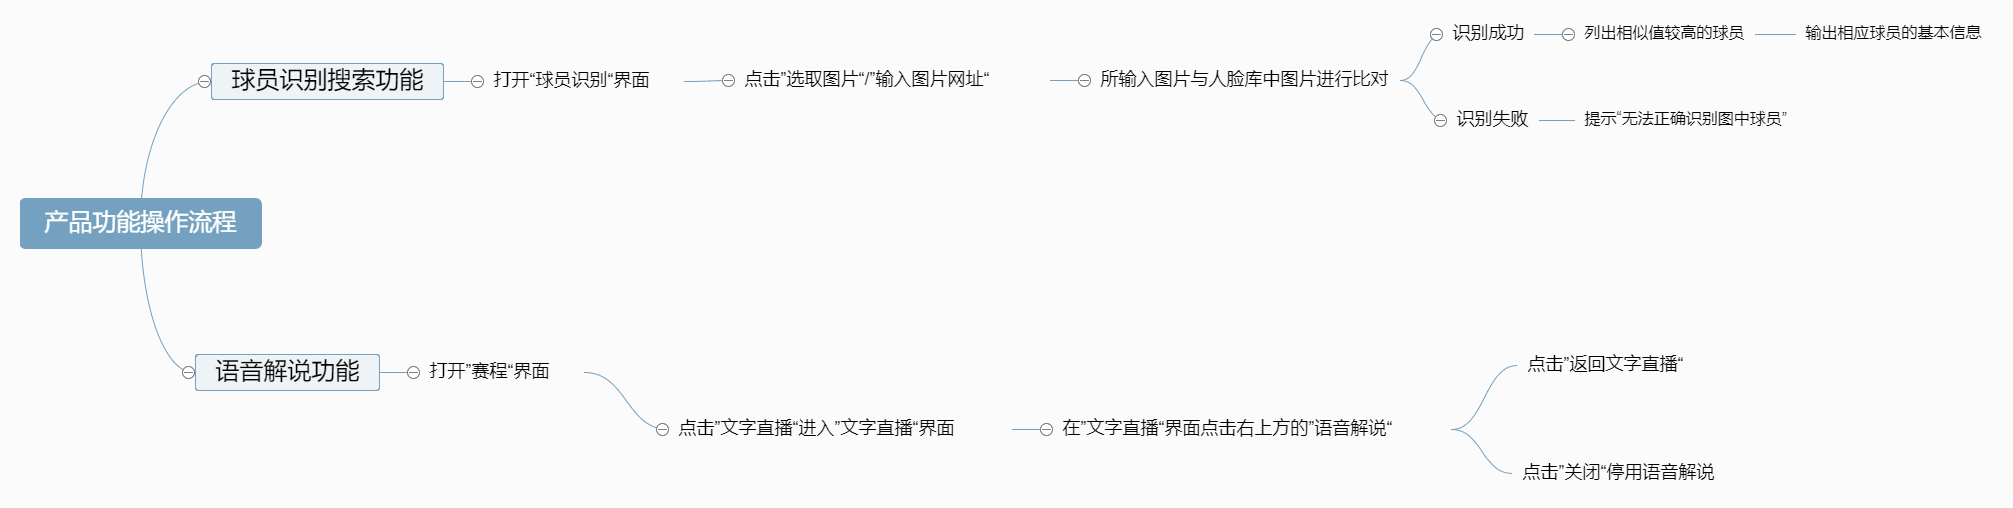 产品功能操作流程
球员识别搜索功能
打开“球员识别“界面
点击”选取图片“/”输入图片网址“
所输入图片与人脸库中图片进行比对
识别成功
列出相似值较高的球员
输出相应球员的基本信息
识别失败
提示“无法正确识别图中球员”
语音解说功能
打开”赛程“界面
点击”文字直播“进入”文字直播“界面
在”文字直播“界面点击右上方的”语音解说“
点击”返回文字直播“
点击”关闭“停用语音解说